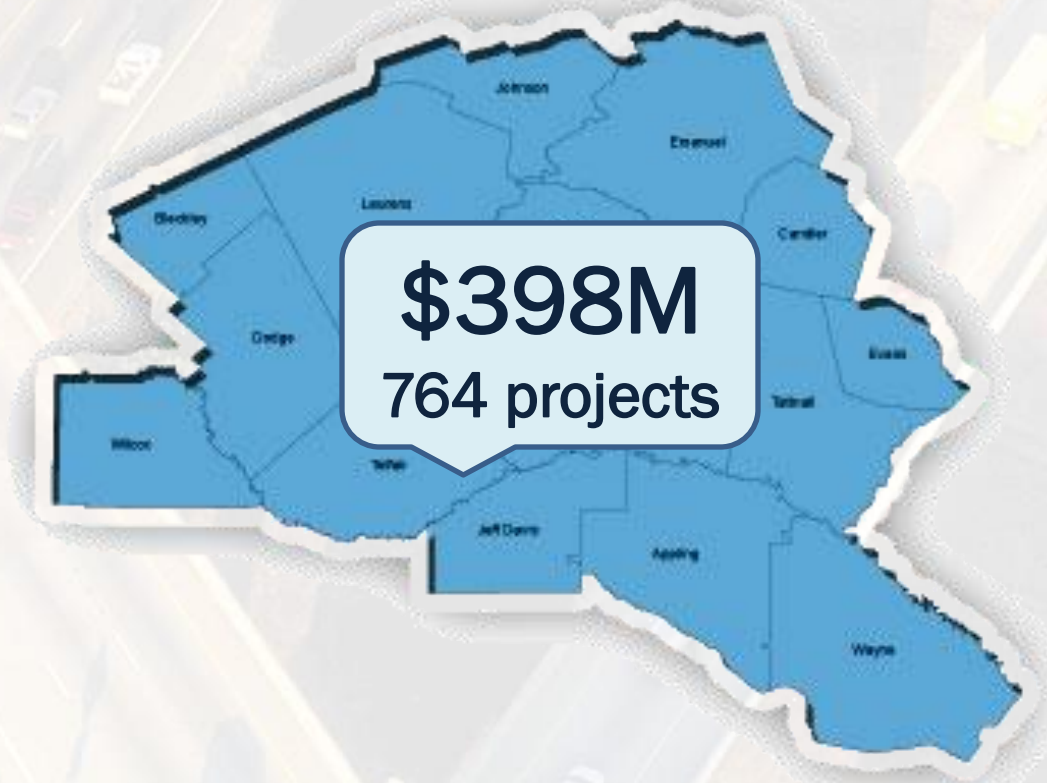 Johnson
Emanuel
Laurens
Bleckley
Candler
$398M
764 projects
Dodge
Evans
Tattnall
Wilcox
Telfair
Jeff Davis
Appling
Wayne